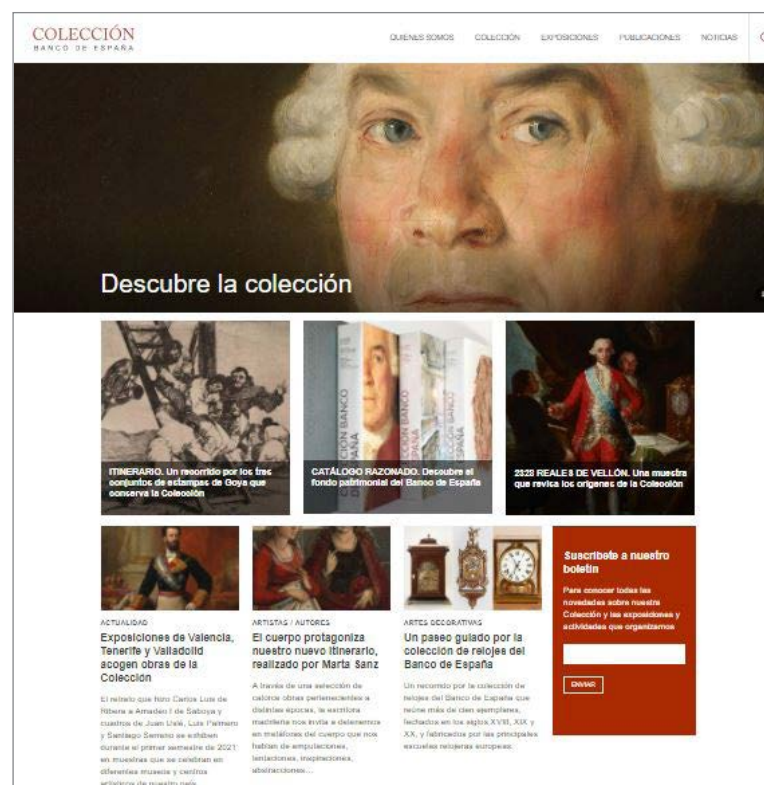 COLECCIÓN
BANCO DE ESPAÑA
QUIENES SOMOS COLECCIÓN EXPOSICIONES PUBLICACIONES NOTICIAS
Descubre la colección
ITINERARIO. Un recorrido por los tres
conjuntos de estampas de Goya que
conserva la Colección
CATÁLOGO RAZONADO. Descubre el
fondo patrimonial del Banco de España
2328 REALES DE VELLÓN. Una muestra
que revisa los orígenes de la Colección
ACTUALIDAD
Exposiciones de Valencia,
Tenerife y Valladolid
acogen obras de la
Colección
El retrato que hizo Carlos Luis de
Ribera a Amadeo I de Saboya y
cuadros de Juan Uslé, Luis Palmero
y Santiago Serrano se exhiben
durante el primer semestre de 2021
en muestras que se celebran en
diferentes museos y centros
artísticos de nuestro país
ARTISTAS / AUTORES
El cuerpo protagoniza
nuestro nuevo itinerario,
realizado por Marta Sanz
A través de una selección de
catorce obras pertenecientes a
distintas épocas, la escritora
madrileña nos invita a detenernos
en metáforas del cuerpo que nos
hablan de amputaciones,
tentaciones, inspiraciones,
abstracciones...
ARTES DECORATIVAS
Un paseo guiado por la
colección de relojes del
Banco de España
Un recorrido por la colección de
relojes del Banco de España que
reúne más de cien ejemplares,
fechados en los siglos XVIII, XIX y
XX, y fabricados por las principales
escuelas relojeras europeas.
Suscríbete a nuestro
boletín
Para conocer todas las
novedades sobre nuestra
Colección y las exposiciones y
actividades que organizamos
ENVIAR